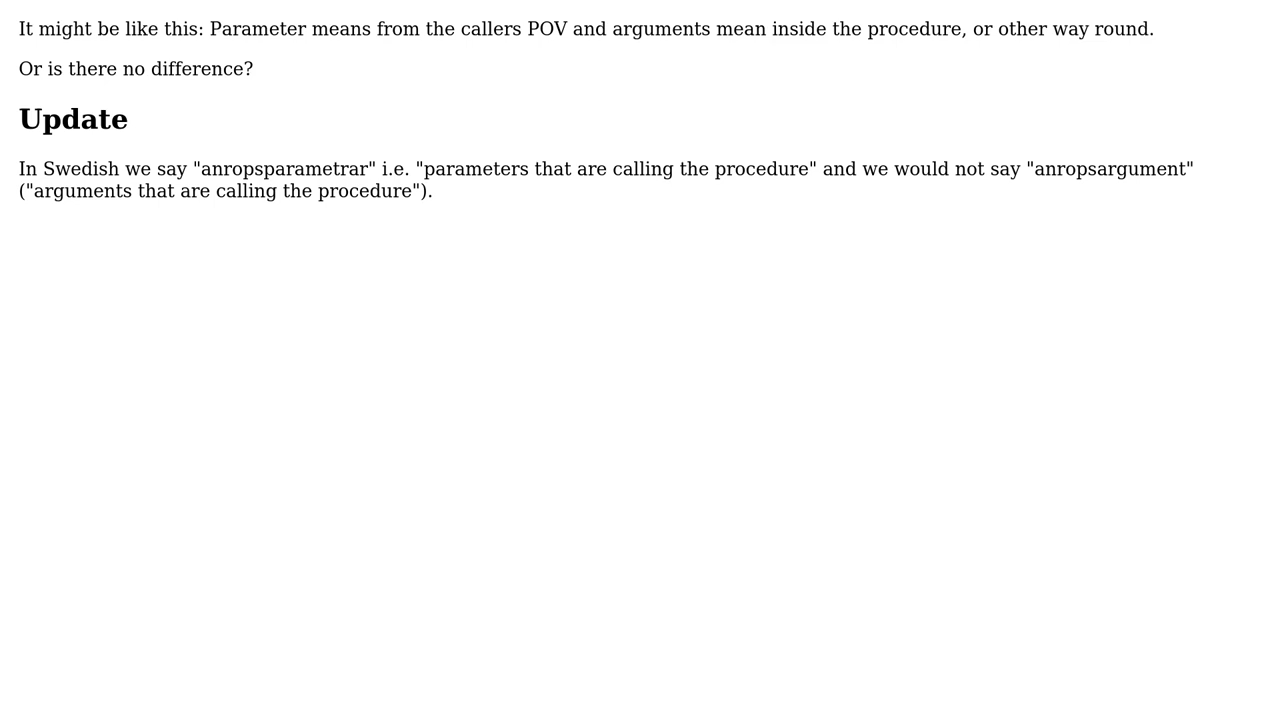 It might be like this: Parameter means from the callers POV and arguments mean inside the procedure, or other way round.
Or is there no difference?
Update
In Swedish we say "anropsparametrar" i.e. "parameters that are calling the procedure" and we would not say "anropsargument"
("arguments that are calling the procedure").